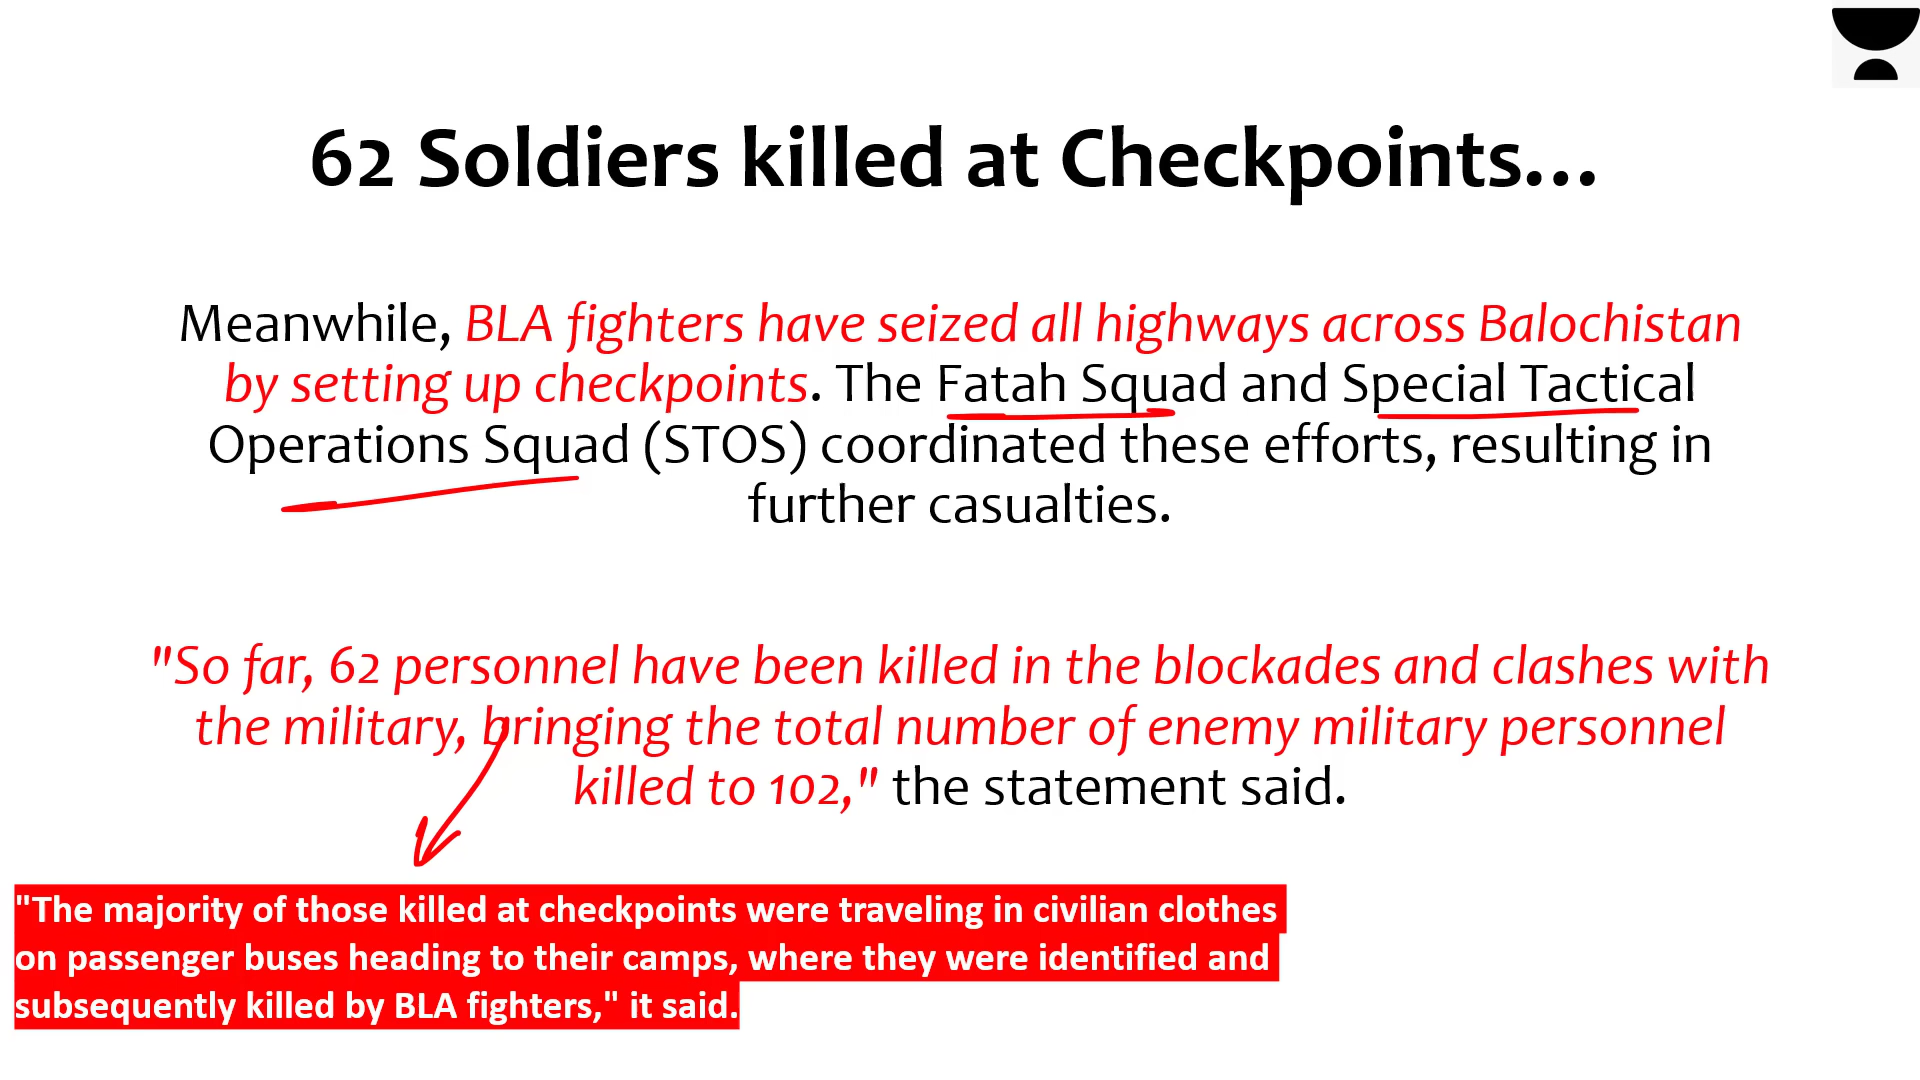 62 Soldiers killed at Checkpoints...
Meanwhile, BLA fighters have seized all highways across Balochistan
by setting up checkpoints. The Fatah Squad and Special Tactical
Operations Squad (STOS) coordinated these efforts, resulting in
further casualties.
"So far, 62 personnel have been killed in the blockades and clashes with
the military, bringing the total number of enemy military personnel
killed to 102," the statement said.
"The majority of those killed at checkpoints were traveling in civilian clothes
on passenger buses heading to their camps, where they were identified and
subsequently killed by BLA fighters," it said.